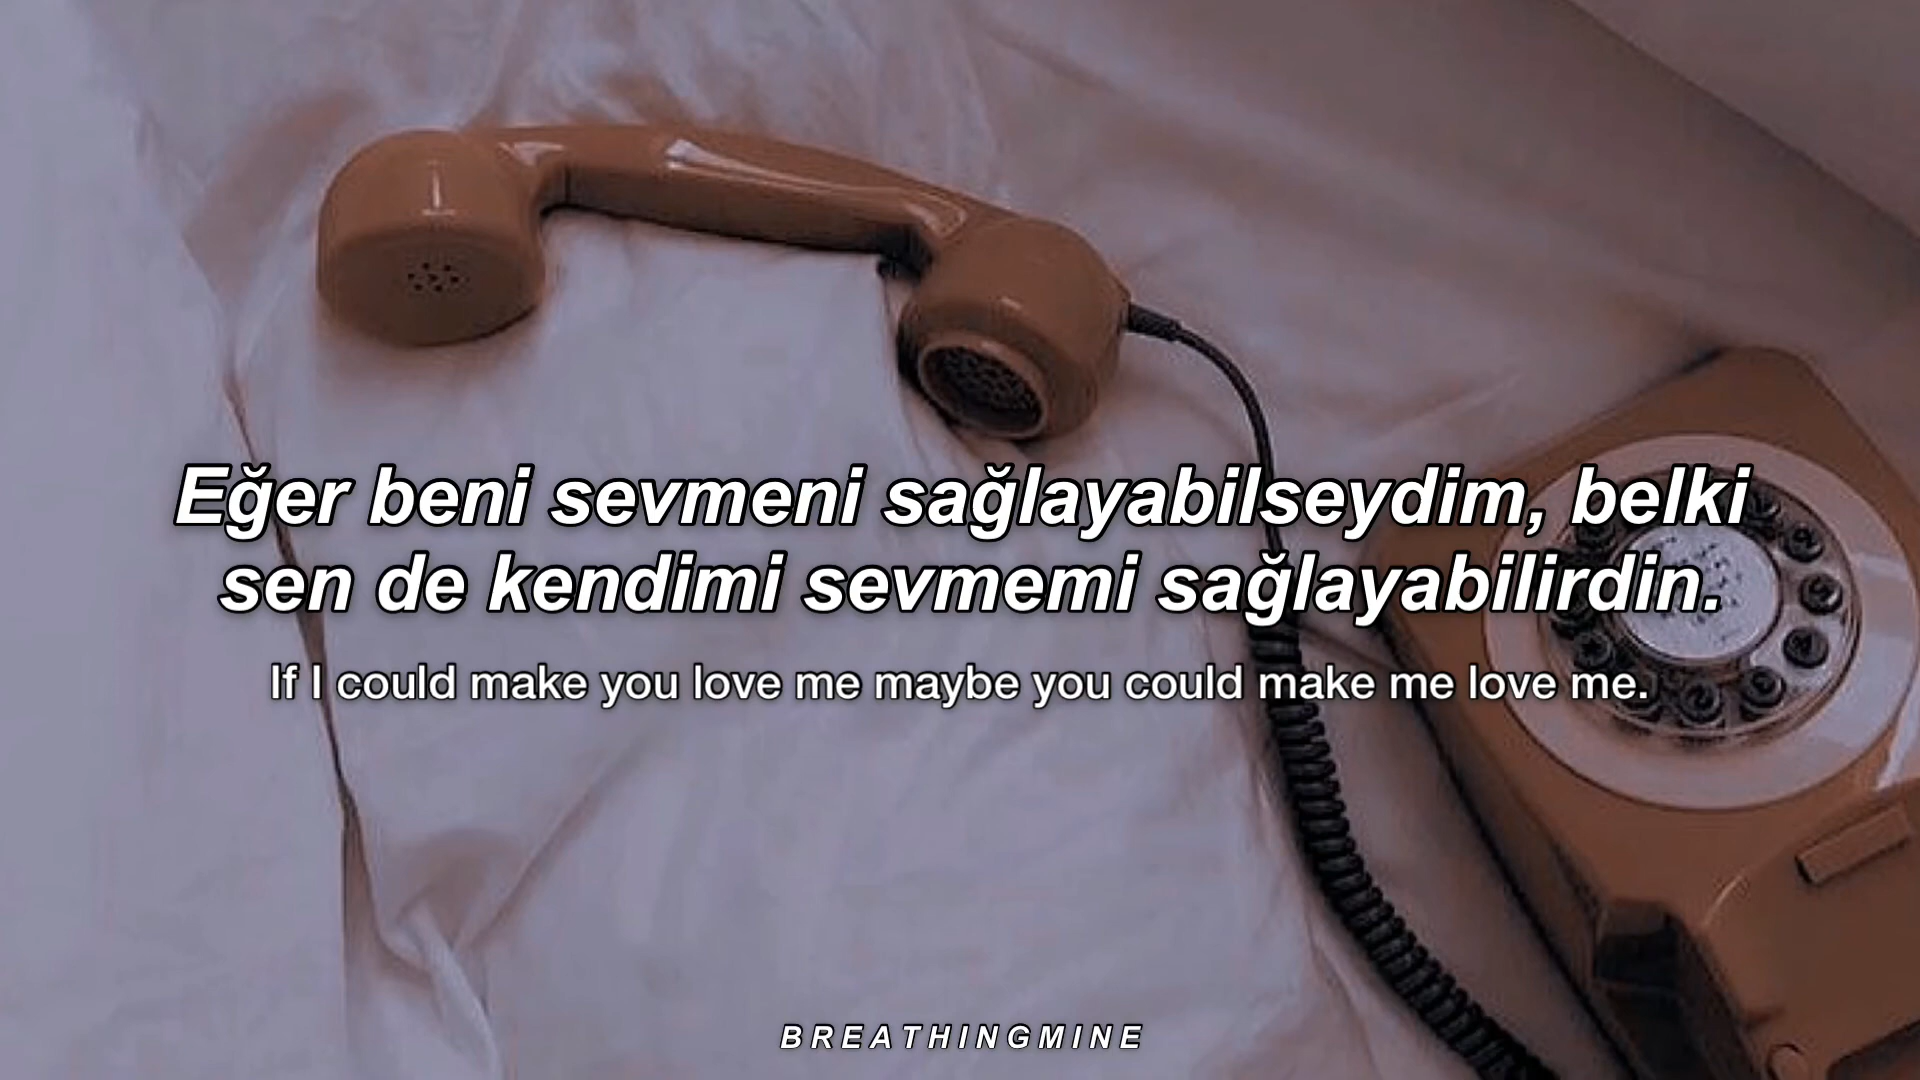 Eğer beni sevmeni sağlayabilseydim, belki
sen de kendimi sevmemi sağlayabilirdin.
If I could make you love me maybe you could make me love me.
BREATHINGMINE